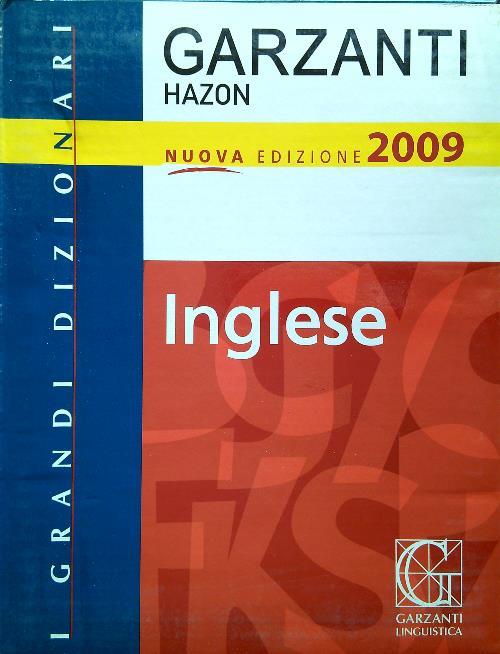 GARZANTI
HAZON
NUOVA EDIZIONE 2009
Inglese
I GRANDI DIZIONARI
GARZANTI
LINGUISTICA